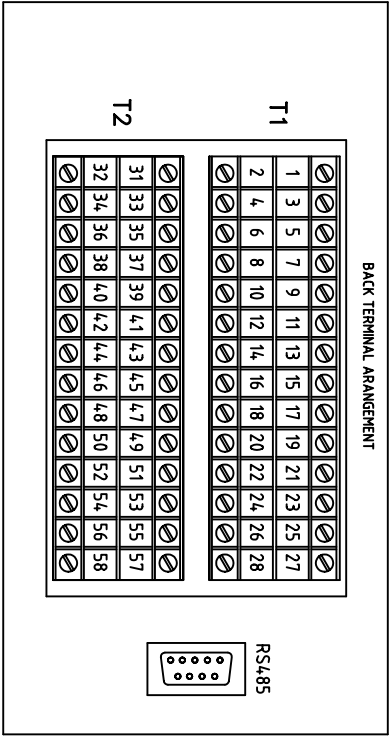 BACK TERMINAL ARANGEMENT
T1
1 3 5 7 9 11 13 15 17 19 21 23 25 27
2 4 6 8 10 12 14 16 18 20 22 24 26 28
RS485
T2
31 33 35 37 39 41 43 45 47 49 51 53 55 57
32 34 36 38 40 42 44 46 48 50 52 54 56 58